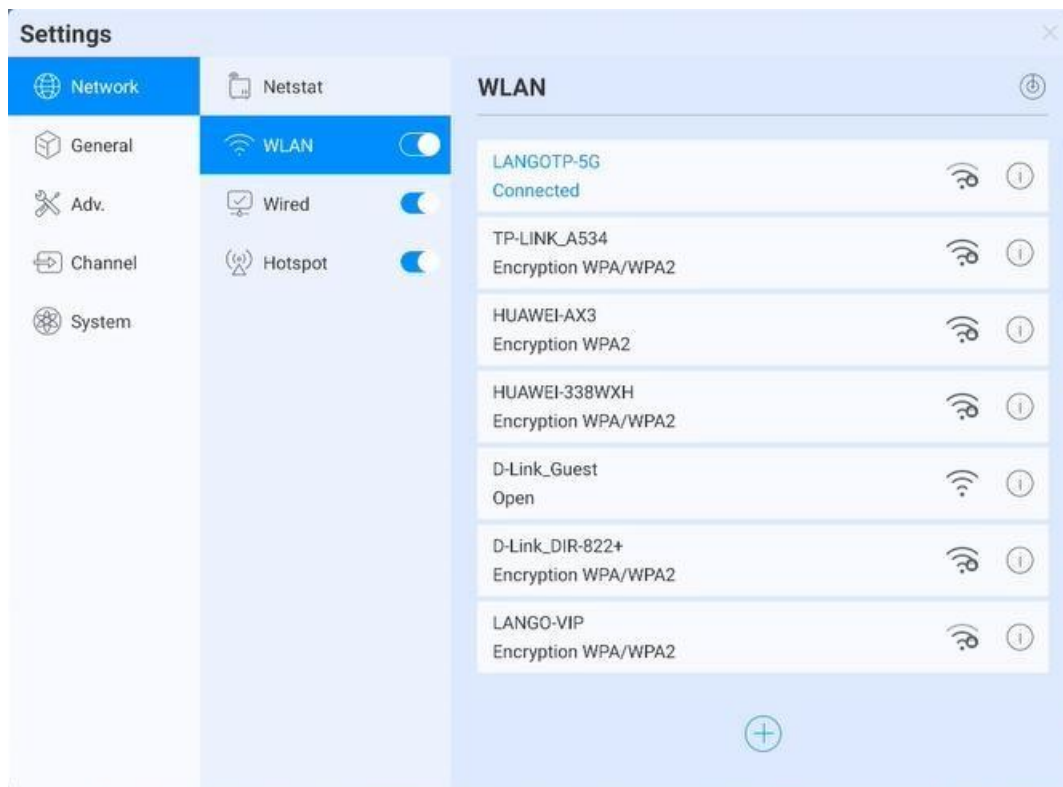 Settings
Network
General
Adv.
Channel
System
Netstat
WLAN
Wired
Hotspot
WLAN
LANGOTP-5G
Connected
TP-LINK_A534
Encryption WPA/WPA2
HUAWEI-AX3
Encryption WPA2
HUAWEI-338WXH
Encryption WPA/WPA2
D-Link_Guest
Open
D-Link_DIR-822+
Encryption WPA/WPA2
LANGO-VIP
Encryption WPA/WPA2